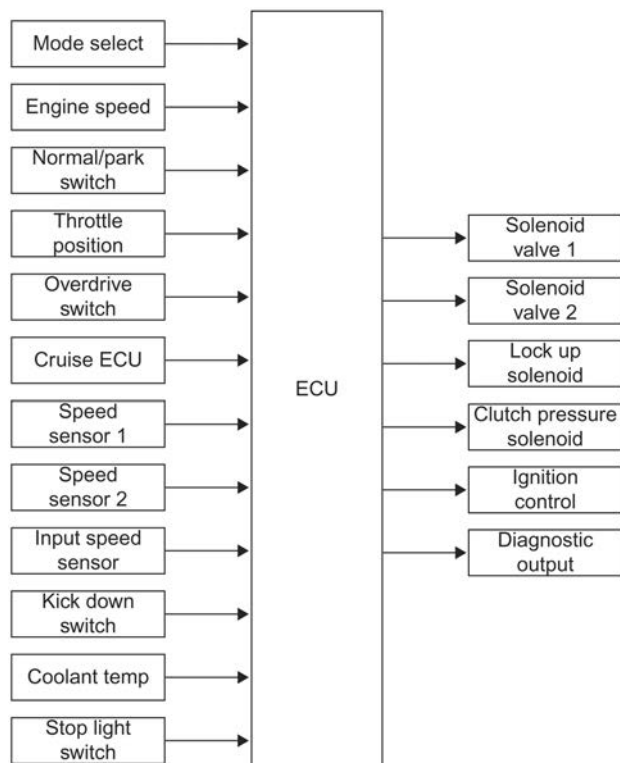 Mode select
Engine speed
Normal/park
switch
Throttle
position
Overdrive
switch
Cruise ECU
Speed
sensor 1
Speed
sensor 2
Input speed
sensor
Kick down
switch
Coolant temp
Stop light
switch
ECU
Solenoid
valve 1
Solenoid
valve 2
Lock up
solenoid
Clutch pressure
solenoid
Ignition
control
Diagnostic
output